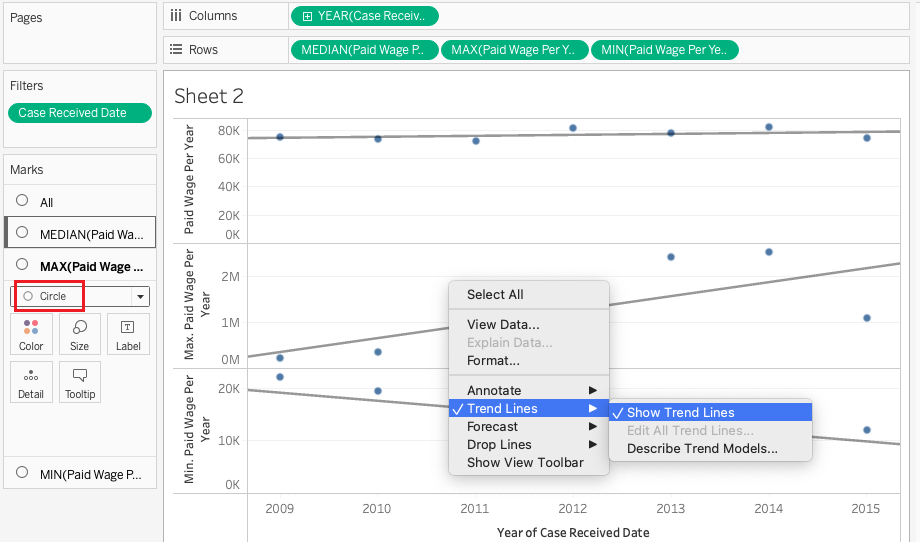 Pages
Columns
YEAR(Case Receiv..
Rows
MEDIAN(Paid Wage P..
MAX(Paid Wage Per Y..
MIN(Paid Wage Per Ye..
Filters
Case Received Date
Marks
All
MEDIAN(Paid Wa...
MAX(Paid Wage ...
Circle
Color
Size
Label
Detail
Tooltip
MIN(Paid Wage P...
Sheet 2
Paid Wage Per Year
80K
60K
40K
20K
0K
Max. Paid Wage Per
Year
2M
1M
0M
Min. Paid Wage Per
Year
20K
10K
0K
2009
2010
2011
2012
2013
2014
2015
Year of Case Received Date
Select All
View Data...
Explain Data...
Format...
Annotate
Trend Lines
Forecast
Drop Lines
Show View Toolbar
Show Trend Lines
Edit All Trend Lines...
Describe Trend Models...